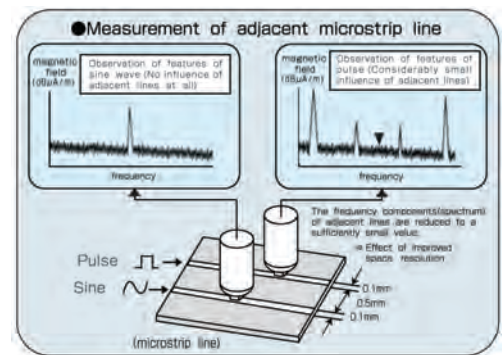 ●Measurement of adjacent microstrip line
magnetic
field
(dBμA/m)
Observation of features of
sine wave (No influence of
adjacent lines at all)
frequency
magnetic
field
(dBμA/m)
Observation of features of
pulse (Considerably small
influence of adjacent lines)
frequency
The frequency components(spectrum)
of adjacent lines are reduced to a
sufficiently small value.
= Effect of improved
space resolution
Pulse
Sine
0.1mm
0.5mm
0.1mm
(microstrip line)